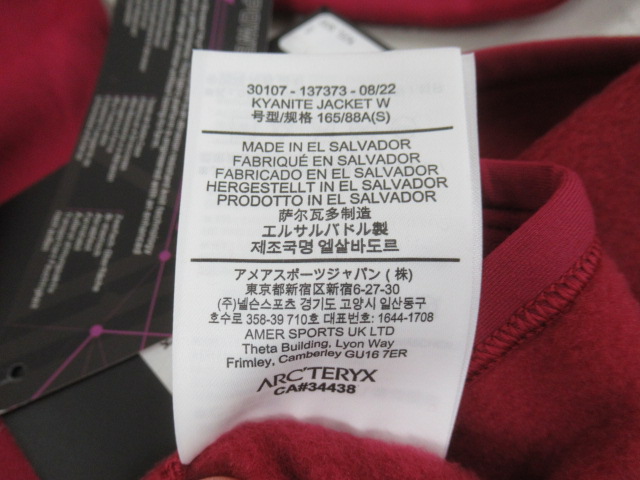 30107 - 137373 - 08/22
KYANITE JACKET W
号型/规格 165/88A(S)
MADE IN EL SALVADOR
FABRIQUÉ EN SALVADOR
FABRICADO EN EL SALVADOR
HERGESTELLT IN EL SALVADOR
PRODOTTO IN EL SALVADOR
萨尔瓦多制造
エルサルバドル製
제조국명 엘살바도르
アメアスポーツジャパン (株)
東京都新宿区新宿6-27-30
(주)넬슨스포츠 경기도 고양시 일산동구
호수로 358-39 710호 대표번호: 1644-1708
AMER SPORTS UK LTD
Theta Building, Lyon Way
Frimley, Camberley GU16 7ER
ARC'TERYX
CA#34438